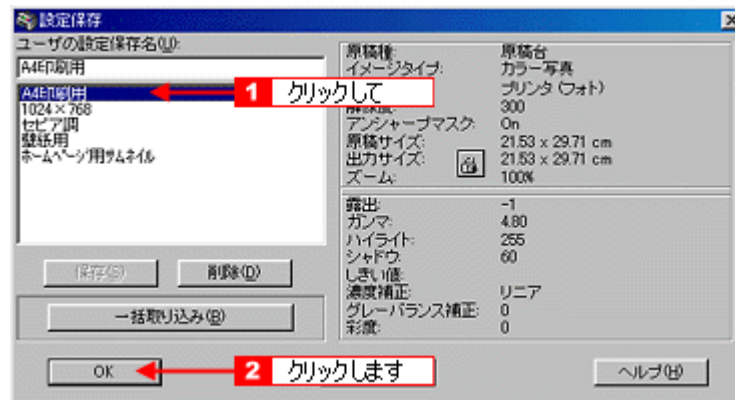 設定保存
ユーザの設定保存名(U):
A4印刷用
A4印刷用
1024×768
セピア調
壁紙用
ホームページ用サムネイル
1 クリックして
保存(S)
削除(D)
一括取り込み(B)
OK
2 クリックします
原稿種: 原稿台
イメージタイプ: カラー写真
プリンタ(フォト)
解像度: 300
アンシャープマスク: On
原稿サイズ: 21.53 x 29.71 cm
出力サイズ: 21.53 x 29.71 cm
ズーム: 100%
露出: -1
ガンマ: 4.80
ハイライト: 255
シャドウ: 60
しきい値:
濃度補正: リニア
グレーバランス補正: 0
彩度: 0
ヘルプ(H)